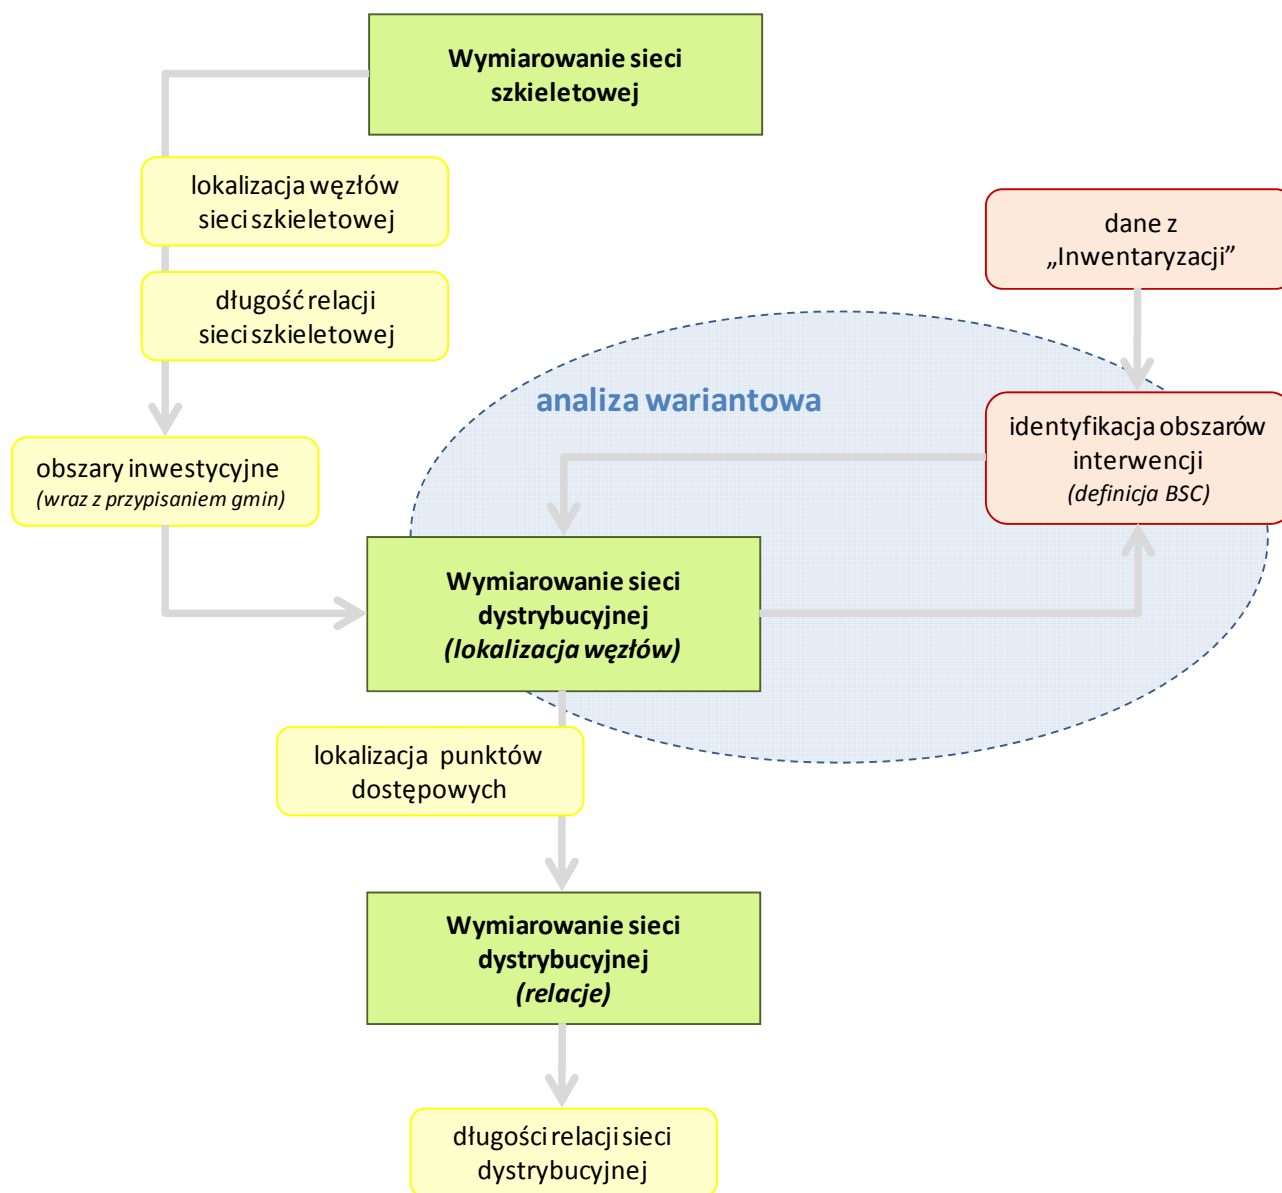 Wymiarowanie sieci
szkieletowej
lokalizacja węzłów
sieci szkieletowej
dane z
„Inwentaryzacji”
długość relacji
sieci szkieletowej
analiza wariantowa
identyfikacja obszarów
interwencji
(definicja BSC)
obszary inwestycyjne
(wraz z przypisaniem gmin)
Wymiarowanie sieci
dystrybucyjnej
(lokalizacja węzłów)
lokalizacja punktów
dostępowych
Wymiarowanie sieci
dystrybucyjnej
(relacje)
długości relacji sieci
dystrybucyjnej